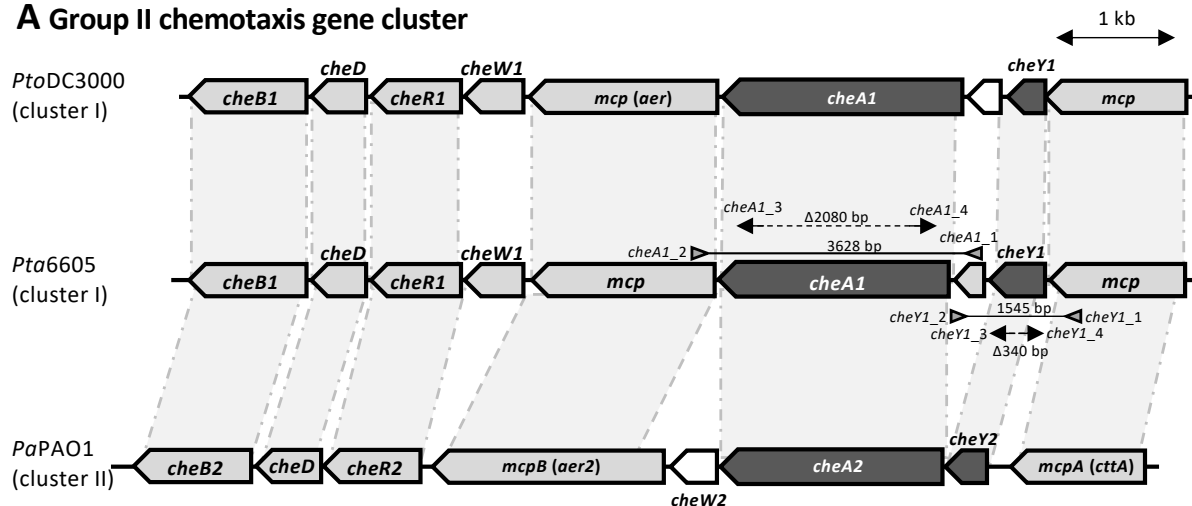 A Group II chemotaxis gene cluster
1 kb
PtoDC3000
(cluster I)
cheB1
cheD
cheR1
cheW1
mcp (aer)
cheA1
cheY1
mcp
cheA1_3
Δ2080 bp
cheA1_4
cheA1_2
3628 bp
cheA1_1
Pta6605
(cluster I)
cheB1
cheD
cheR1
cheW1
mcp
cheA1
cheY1
mcp
cheY1_2
1545 bp
cheY1_1
cheY1_3
cheY1_4
Δ340 bp
PaPAO1
(cluster II)
cheB2
cheD
cheR2
mcpB (aer2)
cheW2
cheA2
cheY2
mcpA (cttA)